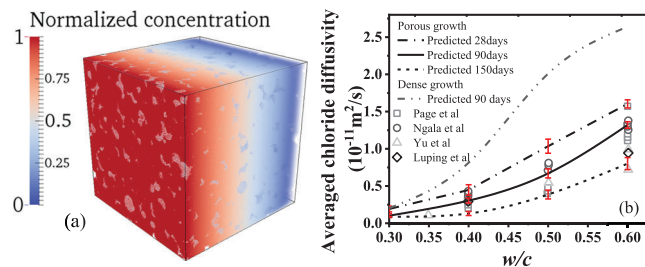 Normalized concentration
1
0.75
0.5
0.25
0
(a)
Averaged chloride diffusivity
(10⁻¹¹m²/s)
2.5
2.0
1.5
1.0
0.5
0.0
Porous growth
Predicted 28days
Predicted 90days
Predicted 150days
Dense growth
Predicted 90 days
Page et al
Ngala et al
Yu et al
Luping et al
(b)
0.30 0.35 0.40 0.45 0.50 0.55 0.60
w/c